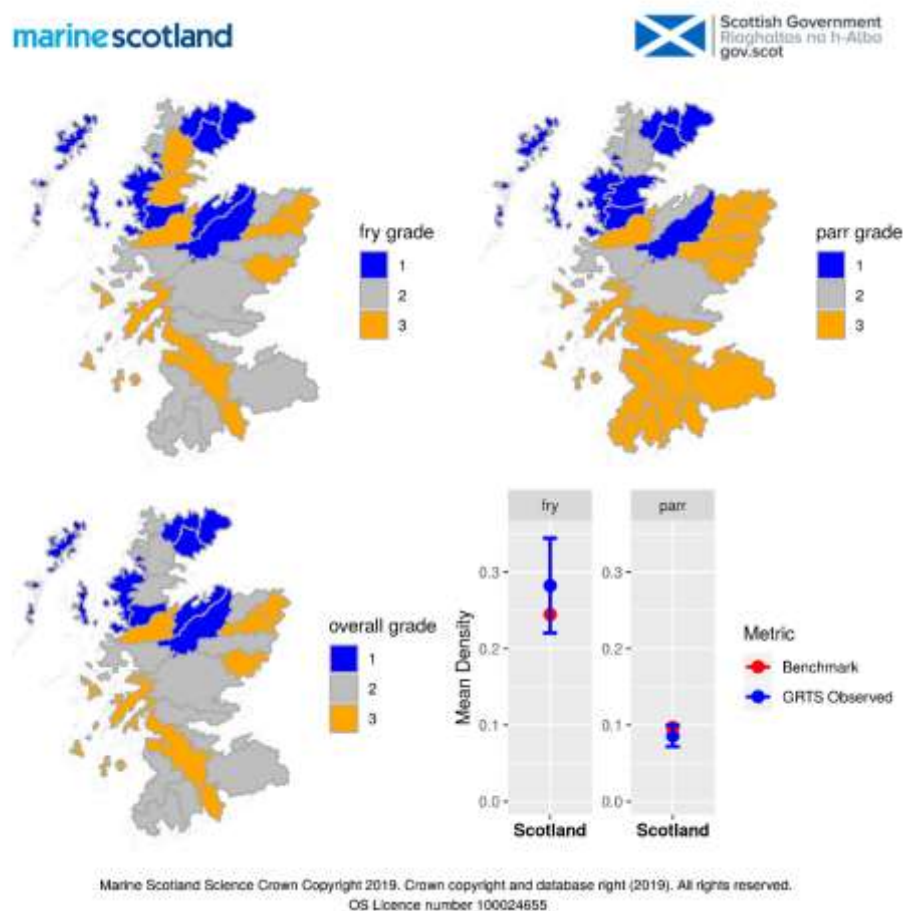 marinescotland
Scottish Government
Riaghaltas na h-Alba
gov.scot
fry grade
1
2
3
parr grade
1
2
3
overall grade
1
2
3
fry
parr
Mean Density
0.3
0.2
0.1
0.0
0.3
0.2
0.1
0.0
Scotland
Scotland
Metric
Benchmark
GRTS Observed
Marine Scotland Science Crown Copyright 2019. Crown copyright and database right (2019). All rights reserved.
OS Licence number 100024655